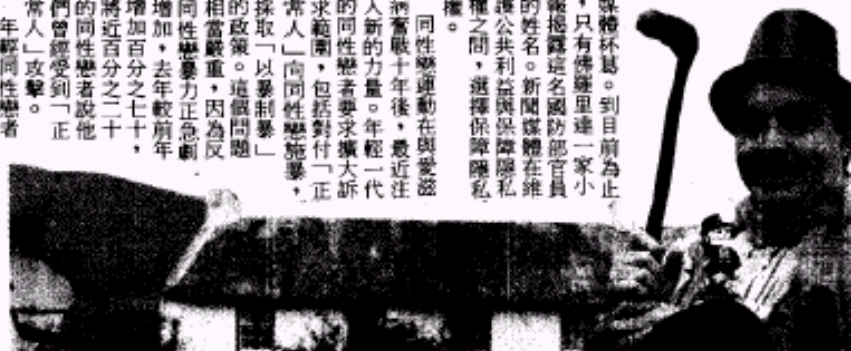 媒體杯葛。到目前為止
，只有佛羅里達一家小
報揭露這名國防部官員
的姓名。新聞媒體在維
護公共利益與保障隱私
權之間，選擇保障隱私
權。
同性戀運動在與愛滋
病奮戰十年後，最近注
入新的力量。年輕一代
的同性戀者要求擴大訴
求範圍，包括對付「正
常人」向同性戀施暴，
採取「以暴制暴」
的政策。這個問題
相當嚴重，因為反
同性戀暴力正急劇
增加，去年較前年
增加百分之七十，
將近百分之二十
的同性戀者說他
們曾經受到「正
常人」攻擊。
年輕同性戀者